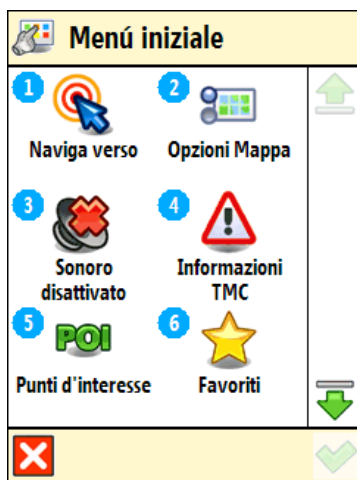 Menú iniziale
1
2
Naviga verso
Opzioni Mappa
3
4
Sonoro
disattivato
Informazioni
TMC
5
POI
6
Punti d'interesse
Favoriti